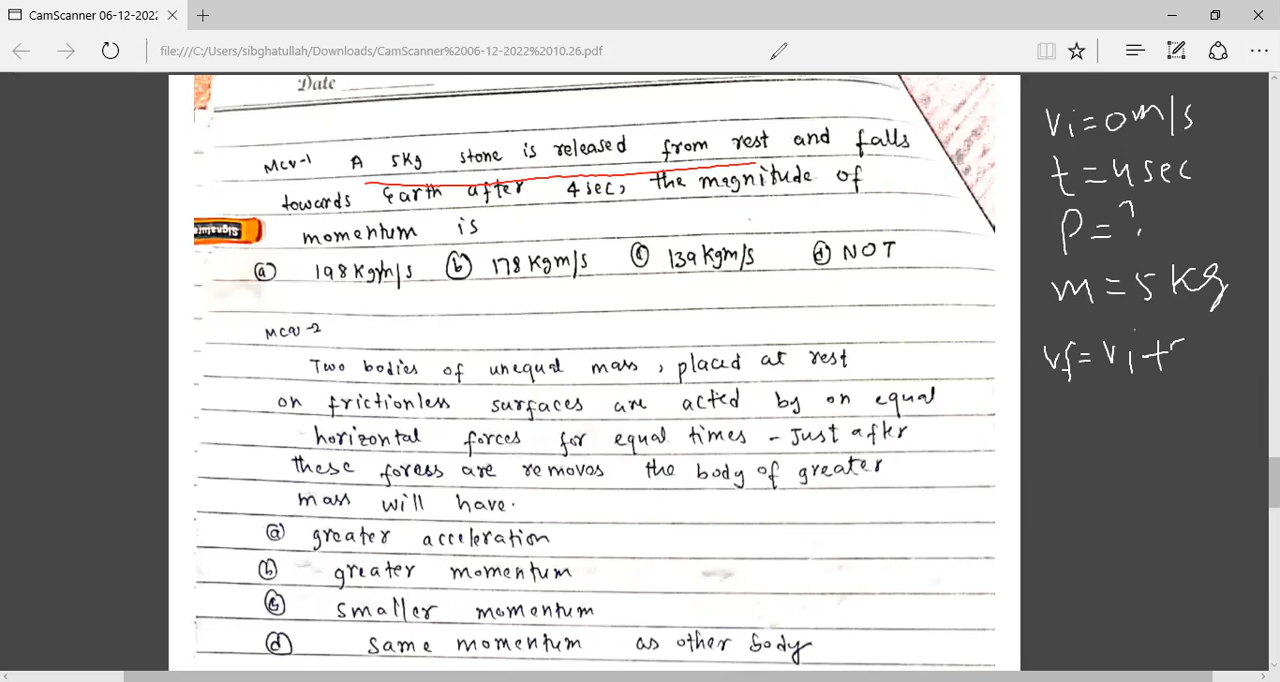 CamScanner 06-12-2022
file:///C:/Users/sibghatullah/Downloads/CamScanner%2006-12-2022%2010.26.pdf
Date
MCQ-1 A 5Kg stone is released from rest and falls
towards Earth after 4 sec, the magnitude of
momentum is
(a) 198 Kgm/s (b) 178 Kgm/s (c) 139 Kgm/s (d) NOT
MCQ-2
Two bodies of unequal mass, placed at rest
on frictionless surfaces are acted by on equal
horizontal forces for equal times - Just after
these foress are removos the body of greater
mass will have.
(a) greater acceleration
(b) greater momentum
(c) smaller momentum
(d) same momentum as other body
vi=0m/s
t=4sec
P=?
m=5Kg
vf=vi+